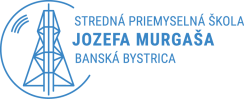 STREDNÁ PRIEMYSELNÁ ŠKOLA
JOZEFA MURGAŠA
BANSKÁ BYSTRICA